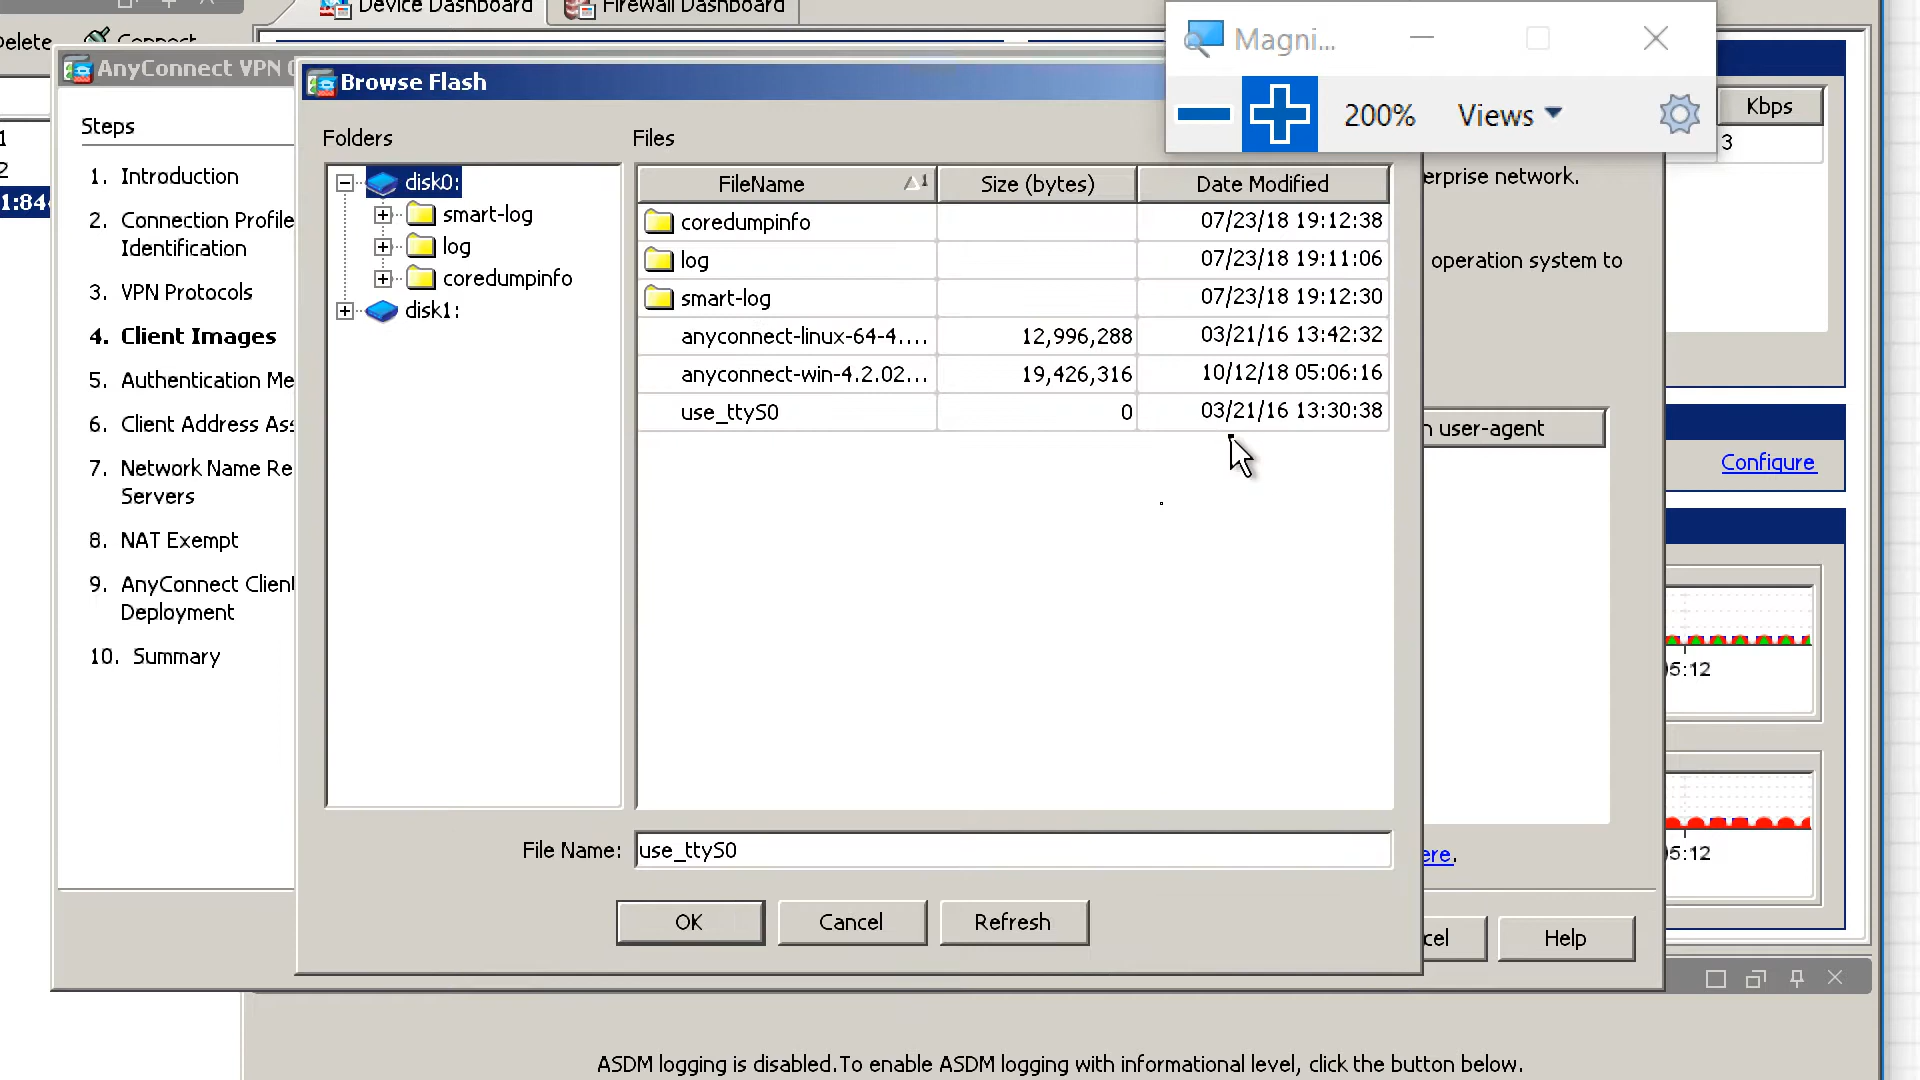 Device Dashboard
Firewall Dashboard
Delete
Connect
AnyConnect VPN
Browse Flash
Magni...
200%
Views
Kbps
3
1
2
1:844
Steps
1. Introduction
2. Connection Profile
Identification
3. VPN Protocols
4. Client Images
5. Authentication Me
6. Client Address Ass
7. Network Name Re
Servers
8. NAT Exempt
9. AnyConnect Client
Deployment
10. Summary
Folders
disk0:
smart-log
log
coredumpinfo
disk1:
Files
FileName 1 Size (bytes) Date Modified
coredumpinfo 07/23/18 19:12:38
log 07/23/18 19:11:06
smart-log 07/23/18 19:12:30
anyconnect-linux-64-4.... 12,996,288 03/21/16 13:42:32
anyconnect-win-4.2.02... 19,426,316 10/12/18 05:06:16
use_ttyS0 0 03/21/16 13:30:38
File Name: use_ttyS0
OK Cancel Refresh
erprise network.
operation system to
n user-agent
Configure
05:12
05:12
ere.
cel
Help
ASDM logging is disabled.To enable ASDM logging with informational level, click the button below.